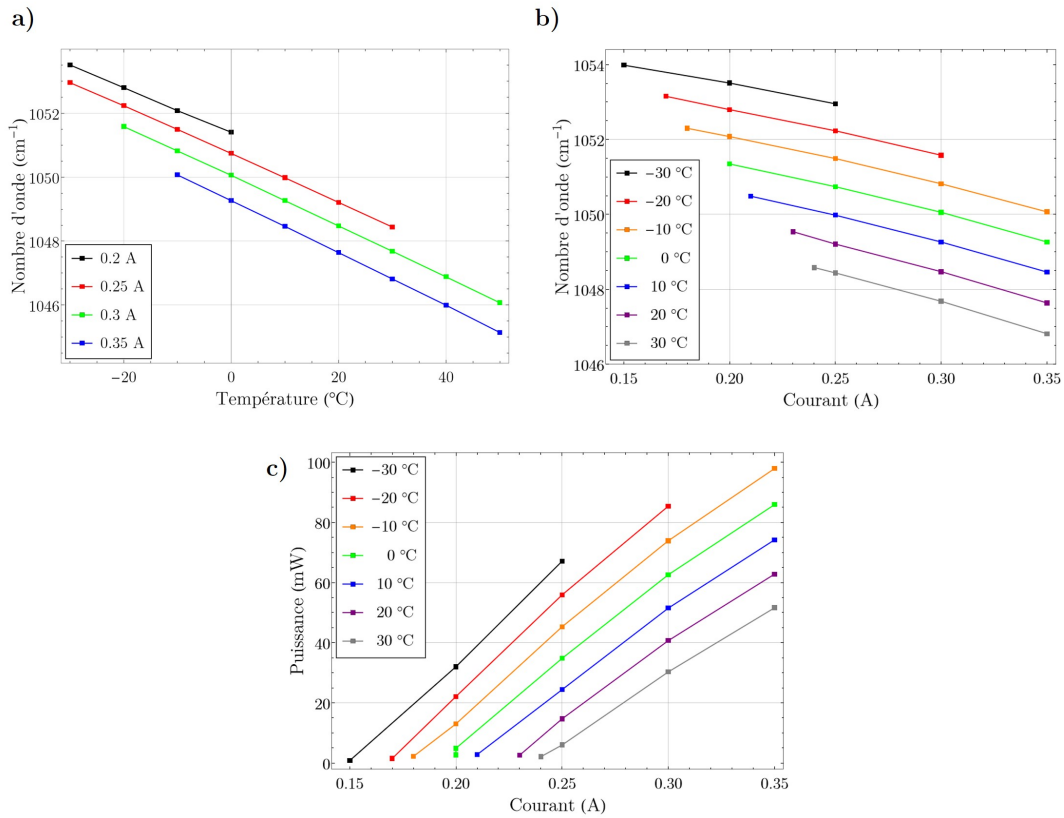 a)
Nombre d'onde (cm⁻¹)
1052
1050
1048
1046
0.2 A
0.25 A
0.3 A
0.35 A
−20
0
20
40
Température (°C)
b)
Nombre d'onde (cm⁻¹)
1054
1052
1050
1048
1046
−30 °C
−20 °C
−10 °C
0 °C
10 °C
20 °C
30 °C
0.15
0.20
0.25
0.30
0.35
Courant (A)
c)
Puissance (mW)
100
80
60
40
20
0
−30 °C
−20 °C
−10 °C
0 °C
10 °C
20 °C
30 °C
0.15
0.20
0.25
0.30
0.35
Courant (A)